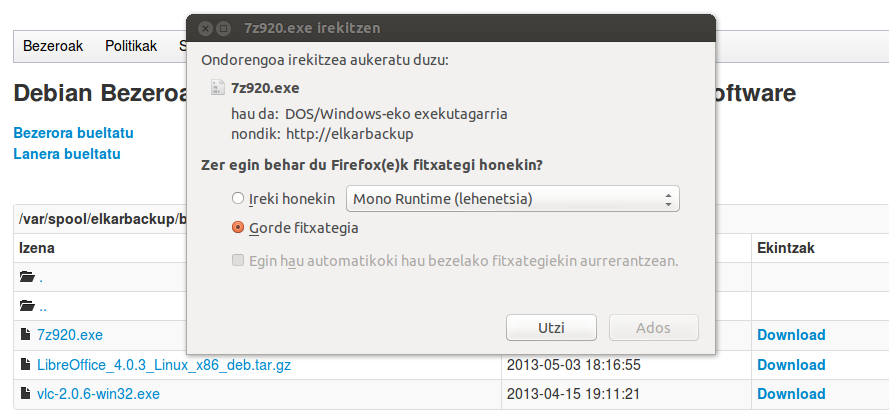 7z920.exe irekitzen
Bezeroak Politikak
Ondorengoa irekitzea aukeratu duzu:
7z920.exe
hau da: DOS/Windows-eko exekutagarria
nondik: http://elkarbackup
Zer egin behar du Firefox(e)k fitxategi honekin?
Ireki honekin Mono Runtime (lehenetsia)
Gorde fitxategia
Egin hau automatikoki hau bezelako fitxategiekin aurrerantzean.
Utzi Ados
Debian
Bezerora bueltatu
Lanera bueltatu
/var/spool/elkarbackup/b
Izena Ekintzak
.
..
7z920.exe Download
LibreOffice_4.0.3_Linux_x86_deb.tar.gz 2013-05-03 18:16:55 Download
vlc-2.0.6-win32.exe 2013-04-15 19:11:21 Download